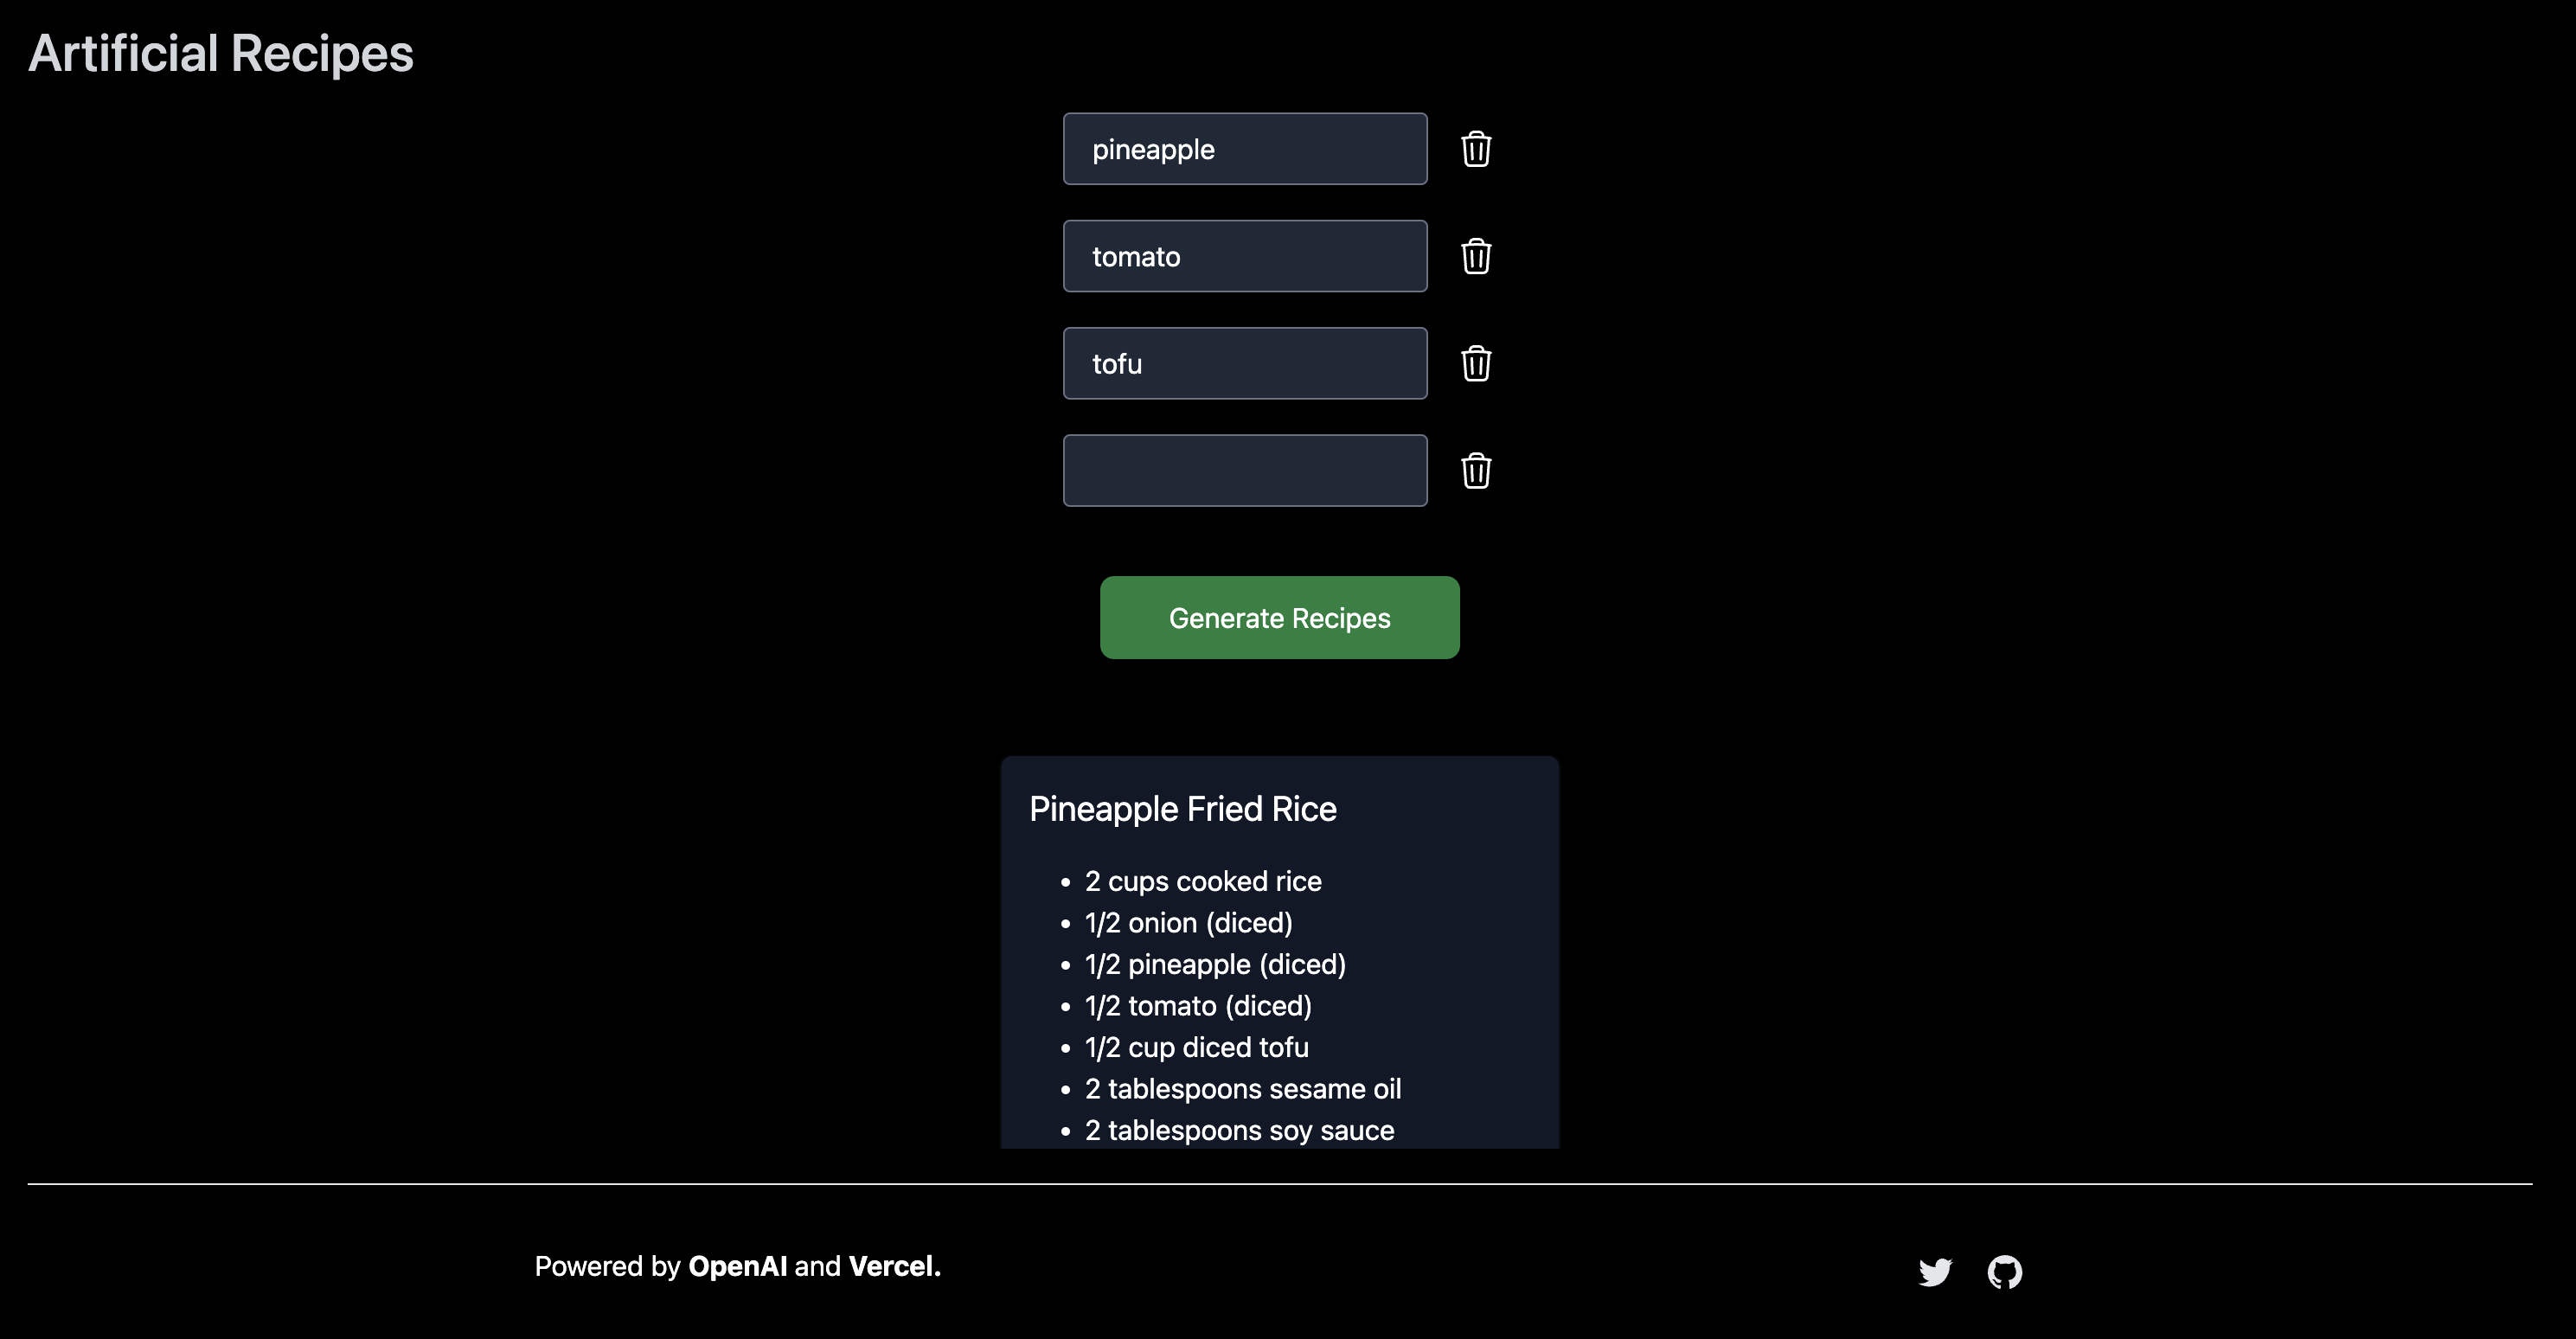 Artificial Recipes
pineapple
tomato
tofu
Generate Recipes
Pineapple Fried Rice
• 2 cups cooked rice
• 1/2 onion (diced)
• 1/2 pineapple (diced)
• 1/2 tomato (diced)
• 1/2 cup diced tofu
• 2 tablespoons sesame oil
• 2 tablespoons soy sauce
Powered by OpenAI and Vercel.